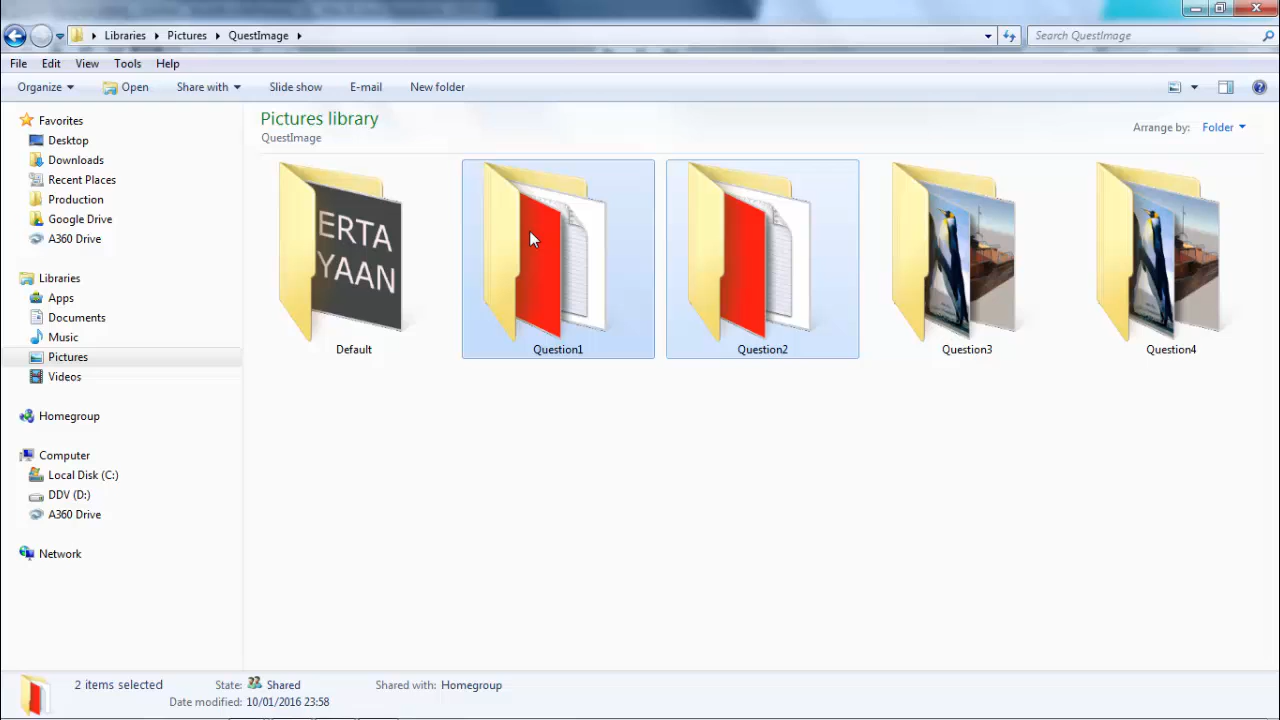 Libraries
Pictures
QuestImage
Search QuestImage
File
Edit
View
Tools
Help
Organize
Open
Share with
Slide show
E-mail
New folder
Favorites
Desktop
Downloads
Recent Places
Production
Google Drive
A360 Drive
Libraries
Apps
Documents
Music
Pictures
Videos
Homegroup
Computer
Local Disk (C:)
DDV (D:)
A360 Drive
Network
Pictures library
QuestImage
Arrange by: Folder
ERTA
YAAN
Default
Question1
Question2
Question3
Question4
2 items selected
State: Shared
Shared with: Homegroup
Date modified: 10/01/2016 23:58